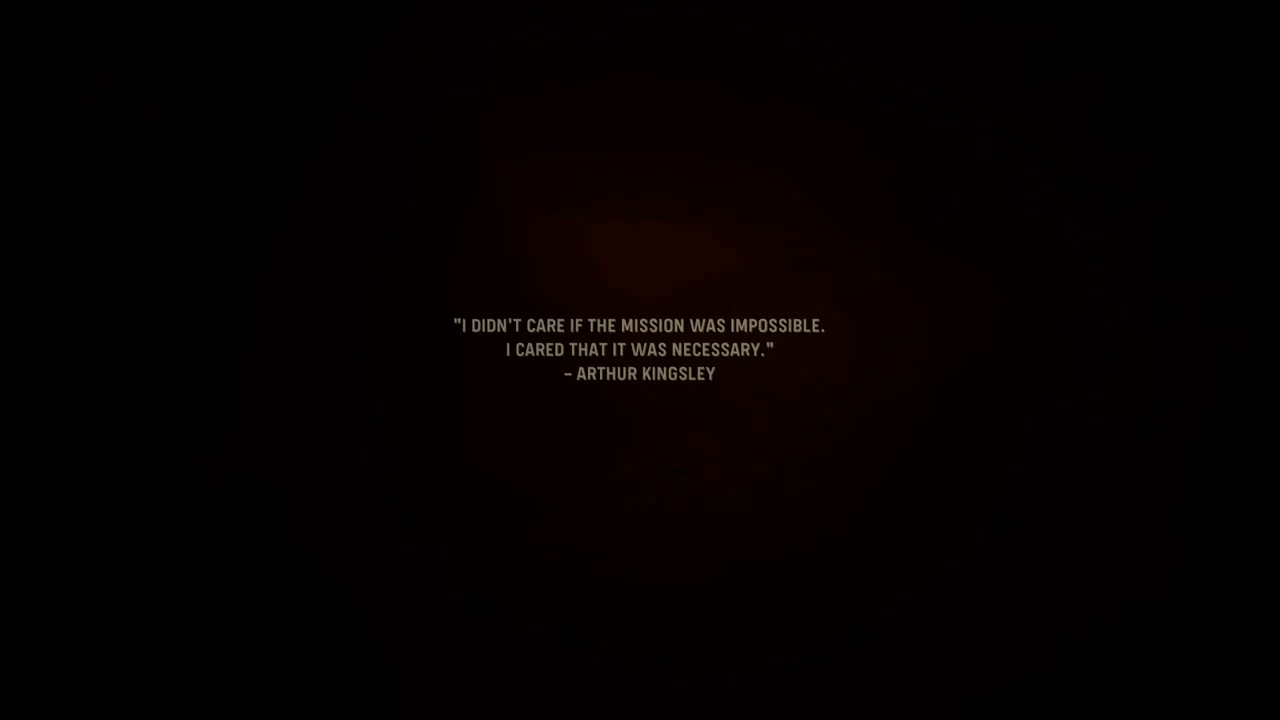 "I DIDN'T CARE IF THE MISSION WAS IMPOSSIBLE.
I CARED THAT IT WAS NECESSARY."
– ARTHUR KINGSLEY